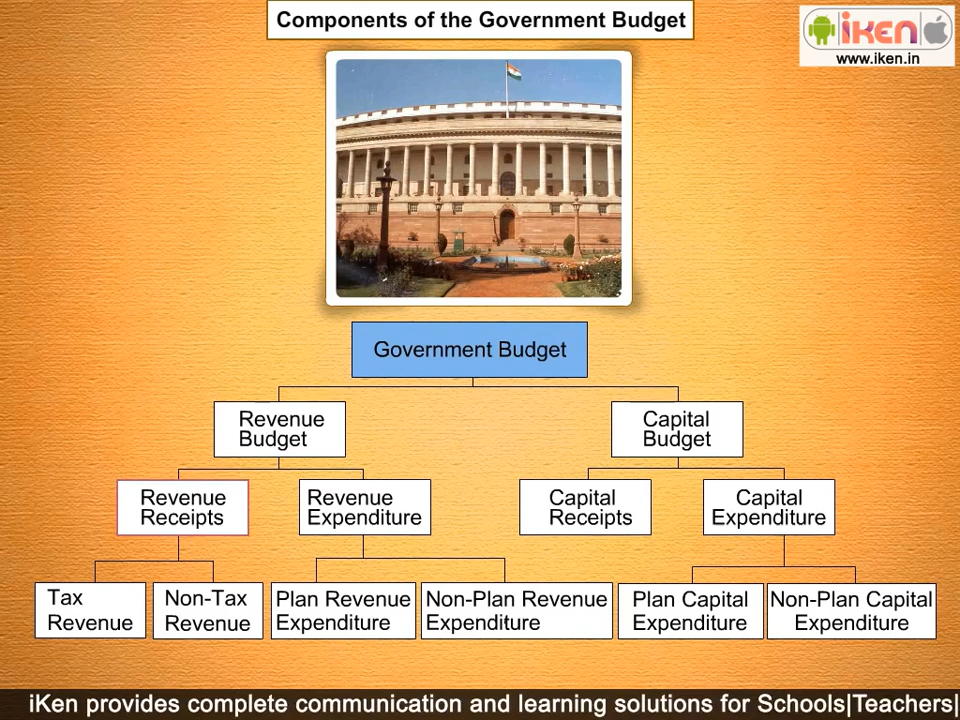 Components of the Government Budget
iKEN
www.iken.in
Government Budget
Revenue
Budget
Capital
Budget
Revenue
Receipts
Revenue
Expenditure
Capital
Receipts
Capital
Expenditure
Tax
Revenue
Non-Tax
Revenue
Plan Revenue
Expenditure
Non-Plan Revenue
Expenditure
Plan Capital
Expenditure
Non-Plan Capital
Expenditure
iKen provides complete communication and learning solutions for Schools|Teachers|